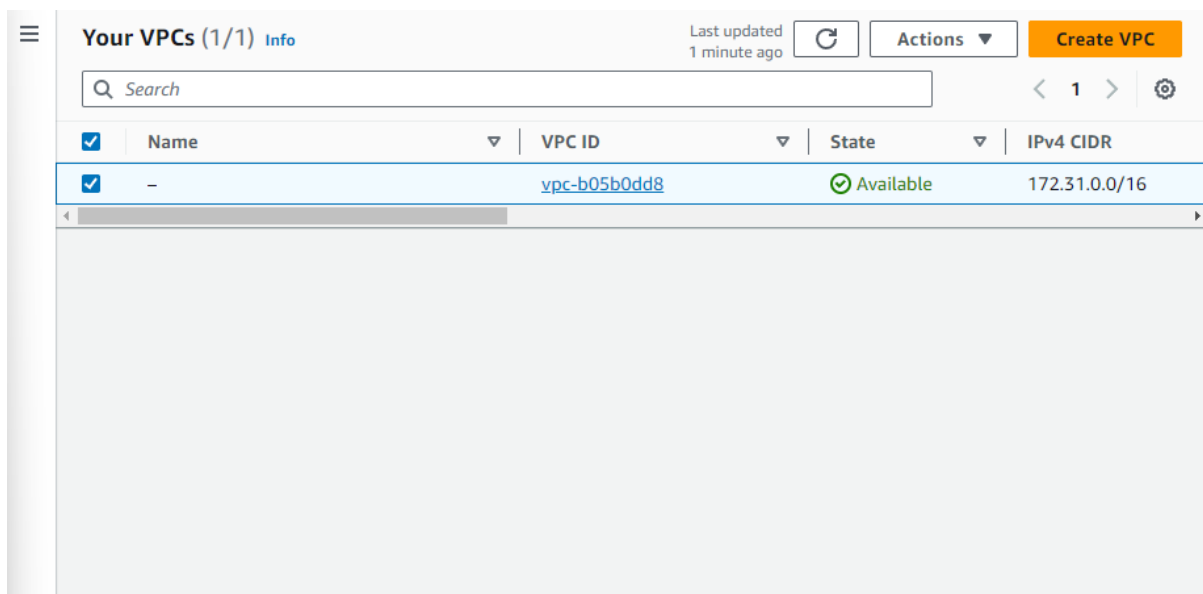 Your VPCs (1/1) Info
Last updated
1 minute ago
Actions
Create VPC
Search
1
Name
VPC ID
State
IPv4 CIDR
–
vpc-b05b0dd8
Available
172.31.0.0/16